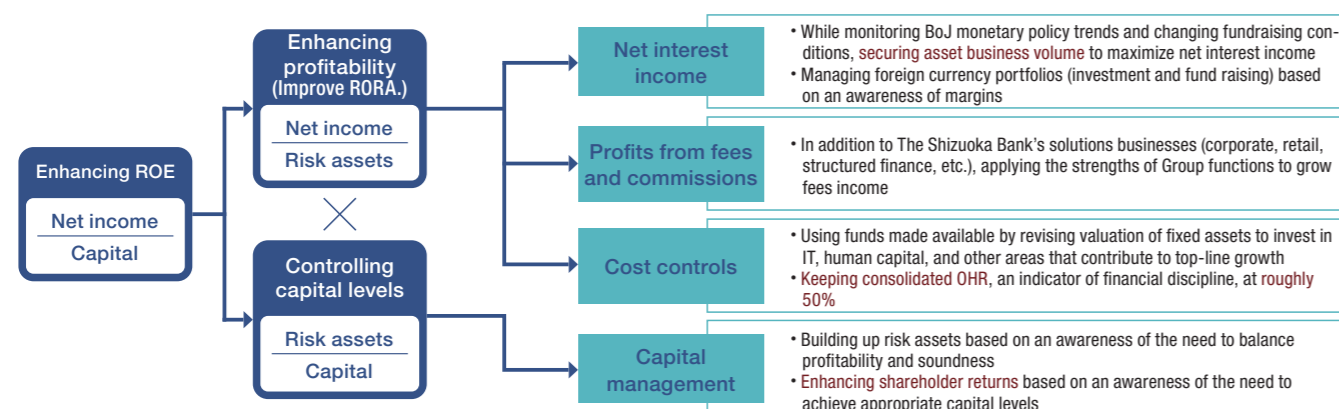 Enhancing ROE
Net income
Capital
Enhancing
profitability
(Improve RORA.)
Net income
Risk assets
Controlling
capital levels
Risk assets
Capital
Net interest
income
• While monitoring BoJ monetary policy trends and changing fundraising con-
ditions, securing asset business volume to maximize net interest income
• Managing foreign currency portfolios (investment and fund raising) based
on an awareness of margins
Profits from fees
and commissions
• In addition to The Shizuoka Bank's solutions businesses (corporate, retail,
structured finance, etc.), applying the strengths of Group functions to grow
fees income
Cost controls
• Using funds made available by revising valuation of fixed assets to invest in
IT, human capital, and other areas that contribute to top-line growth
• Keeping consolidated OHR, an indicator of financial discipline, at roughly
50%
Capital
management
• Building up risk assets based on an awareness of the need to balance
profitability and soundness
• Enhancing shareholder returns based on an awareness of the need to
achieve appropriate capital levels